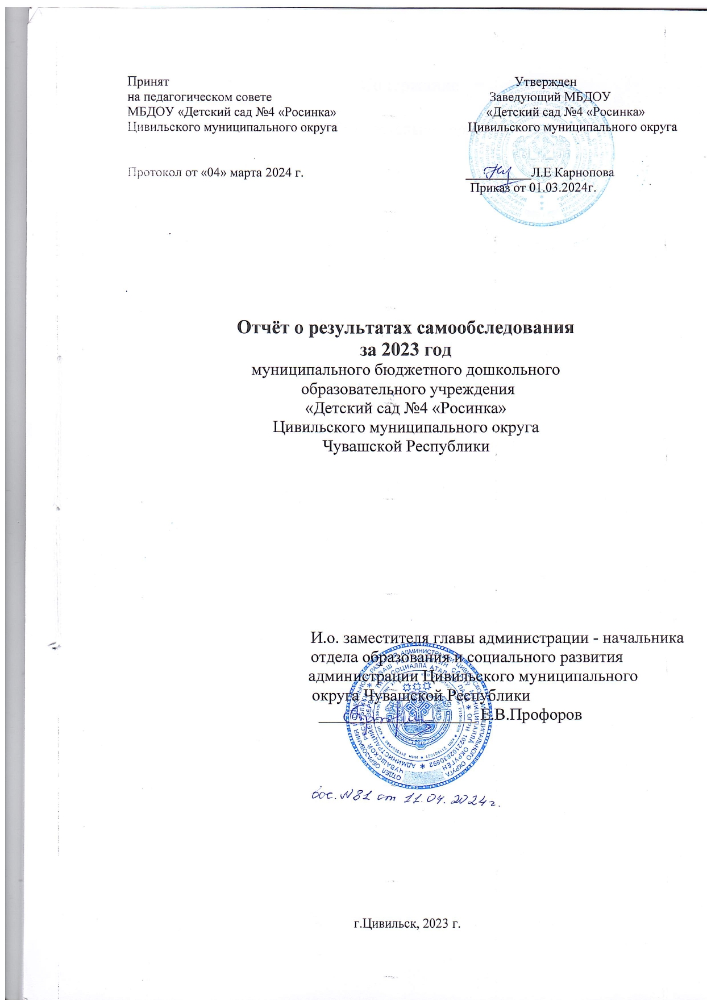 Принят
на педагогическом совете
МБДОУ «Детский сад №4 «Росинка»
Цивильского муниципального округа
Протокол от «04» марта 2024 г.
Утвержден
Заведующий МБДОУ
«Детский сад №4 «Росинка»
Цивильского муниципального округа
Л.Е Карнопова
Приказ от 01.03.2024г.
Отчёт о результатах самообследования
за 2023 год
муниципального бюджетного дошкольного
образовательного учреждения
«Детский сад №4 «Росинка»
Цивильского муниципального округа
Чувашской Республики
И.о. заместителя главы администрации - начальника
отдела образования и социального развития
администрации Цивильского муниципального
округа Чувашской Республики
Е.В.Профоров
ОГРН 1022102830892
вос. №81 от 11.04.2024г.
г.Цивильск, 2023 г.